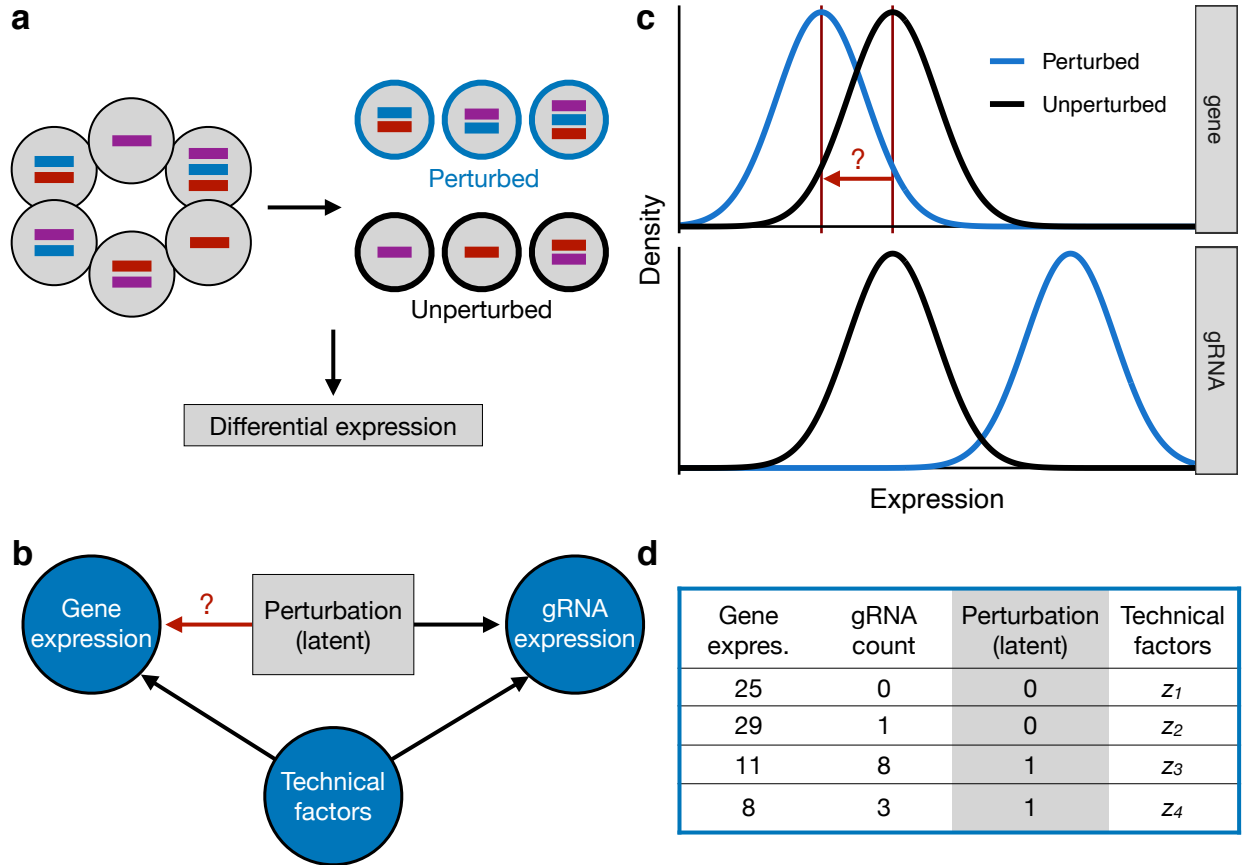 a
Perturbed
Unperturbed
Differential expression
b
Gene
expression
?
Perturbation
(latent)
gRNA
expression
Technical
factors
c
Density
?
Perturbed
Unperturbed
gene
gRNA
Expression
d
Gene expres. gRNA count Perturbation (latent) Technical factors
25 0 0 z₁
29 1 0 z₂
11 8 1 z₃
8 3 1 z₄